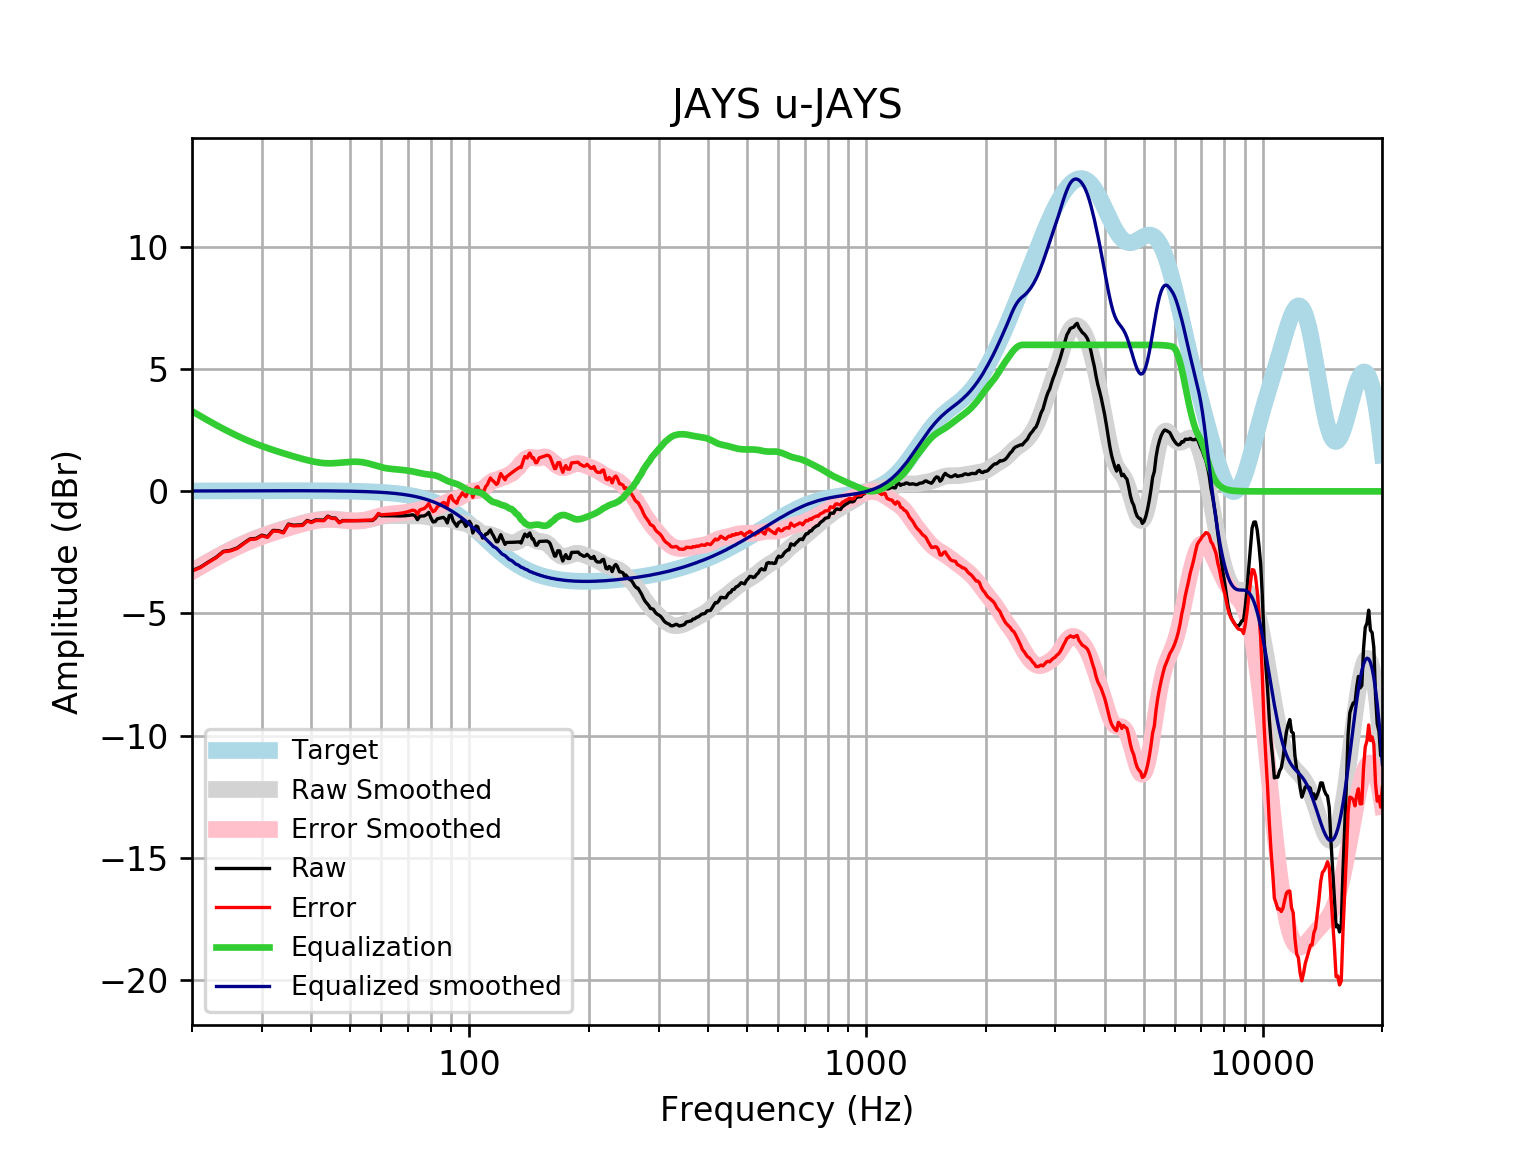 JAYS u-JAYS
Amplitude (dBr)
10
5
0
−5
−10
−15
−20
Target
Raw Smoothed
Error Smoothed
Raw
Error
Equalization
Equalized smoothed
100
1000
10000
Frequency (Hz)